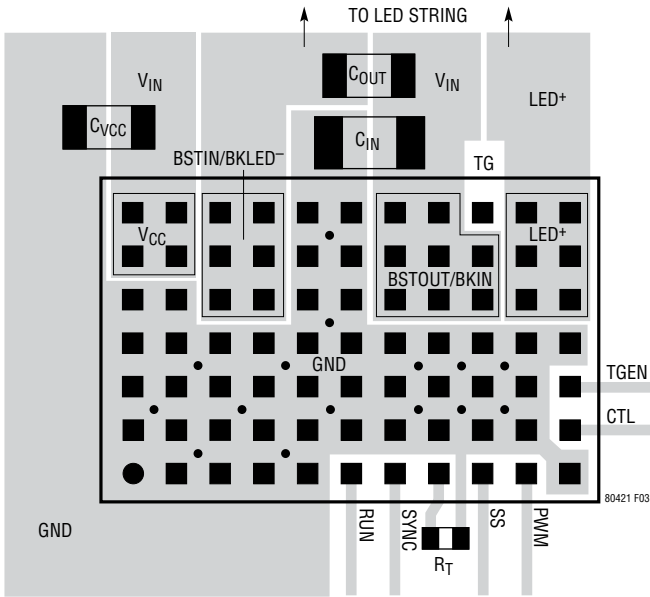 TO LED STRING
VIN
COUT
VIN
LED+
CVCC
CIN
BSTIN/BKLED–
TG
VCC
LED+
BSTOUT/BKIN
GND
TGEN
CTL
80421 F03
GND
RUN
SYNC
RT
SS
PWM